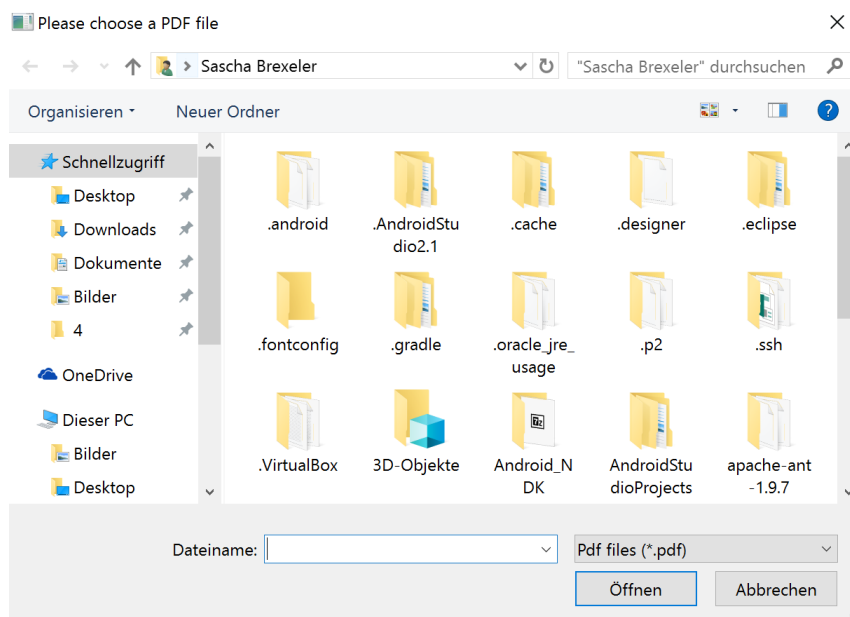 Please choose a PDF file
Sascha Brexeler
"Sascha Brexeler" durchsuchen
Organisieren
Neuer Ordner
?
Schnellzugriff
Desktop
Downloads
Dokumente
Bilder
4
OneDrive
Dieser PC
Bilder
Desktop
.android
.AndroidStu
dio2.1
.cache
.designer
.eclipse
.fontconfig
.gradle
.oracle_jre_
usage
.p2
.ssh
.VirtualBox
3D-Objekte
7z
Android_N
DK
AndroidStu
dioProjects
apache-ant
-1.9.7
Dateiname:
Pdf files (*.pdf)
Öffnen
Abbrechen